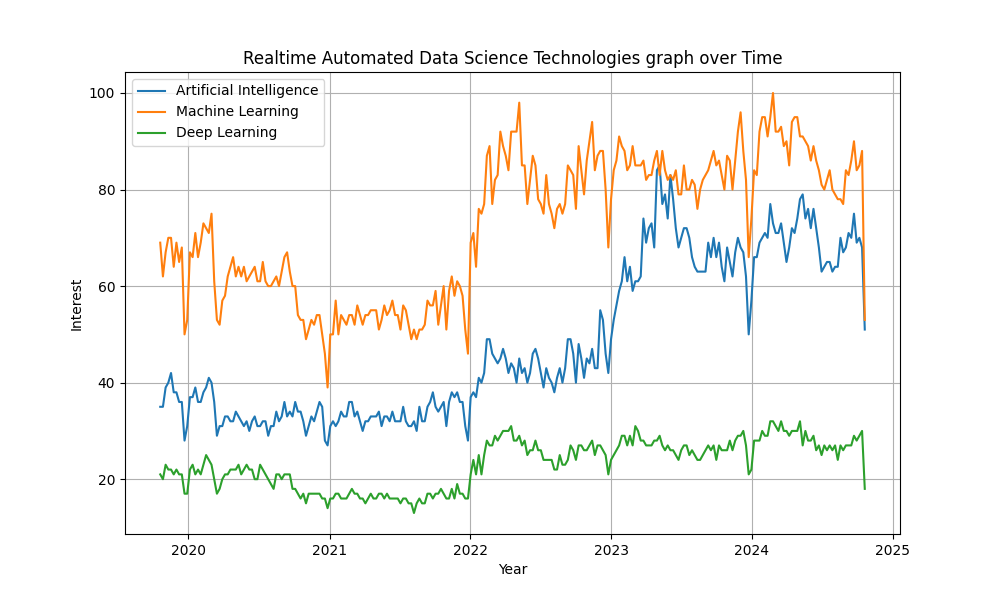 Realtime Automated Data Science Technologies graph over Time
Artificial Intelligence
Machine Learning
Deep Learning
100
80
60
40
20
Interest
2020 2021 2022 2023 2024 2025
Year